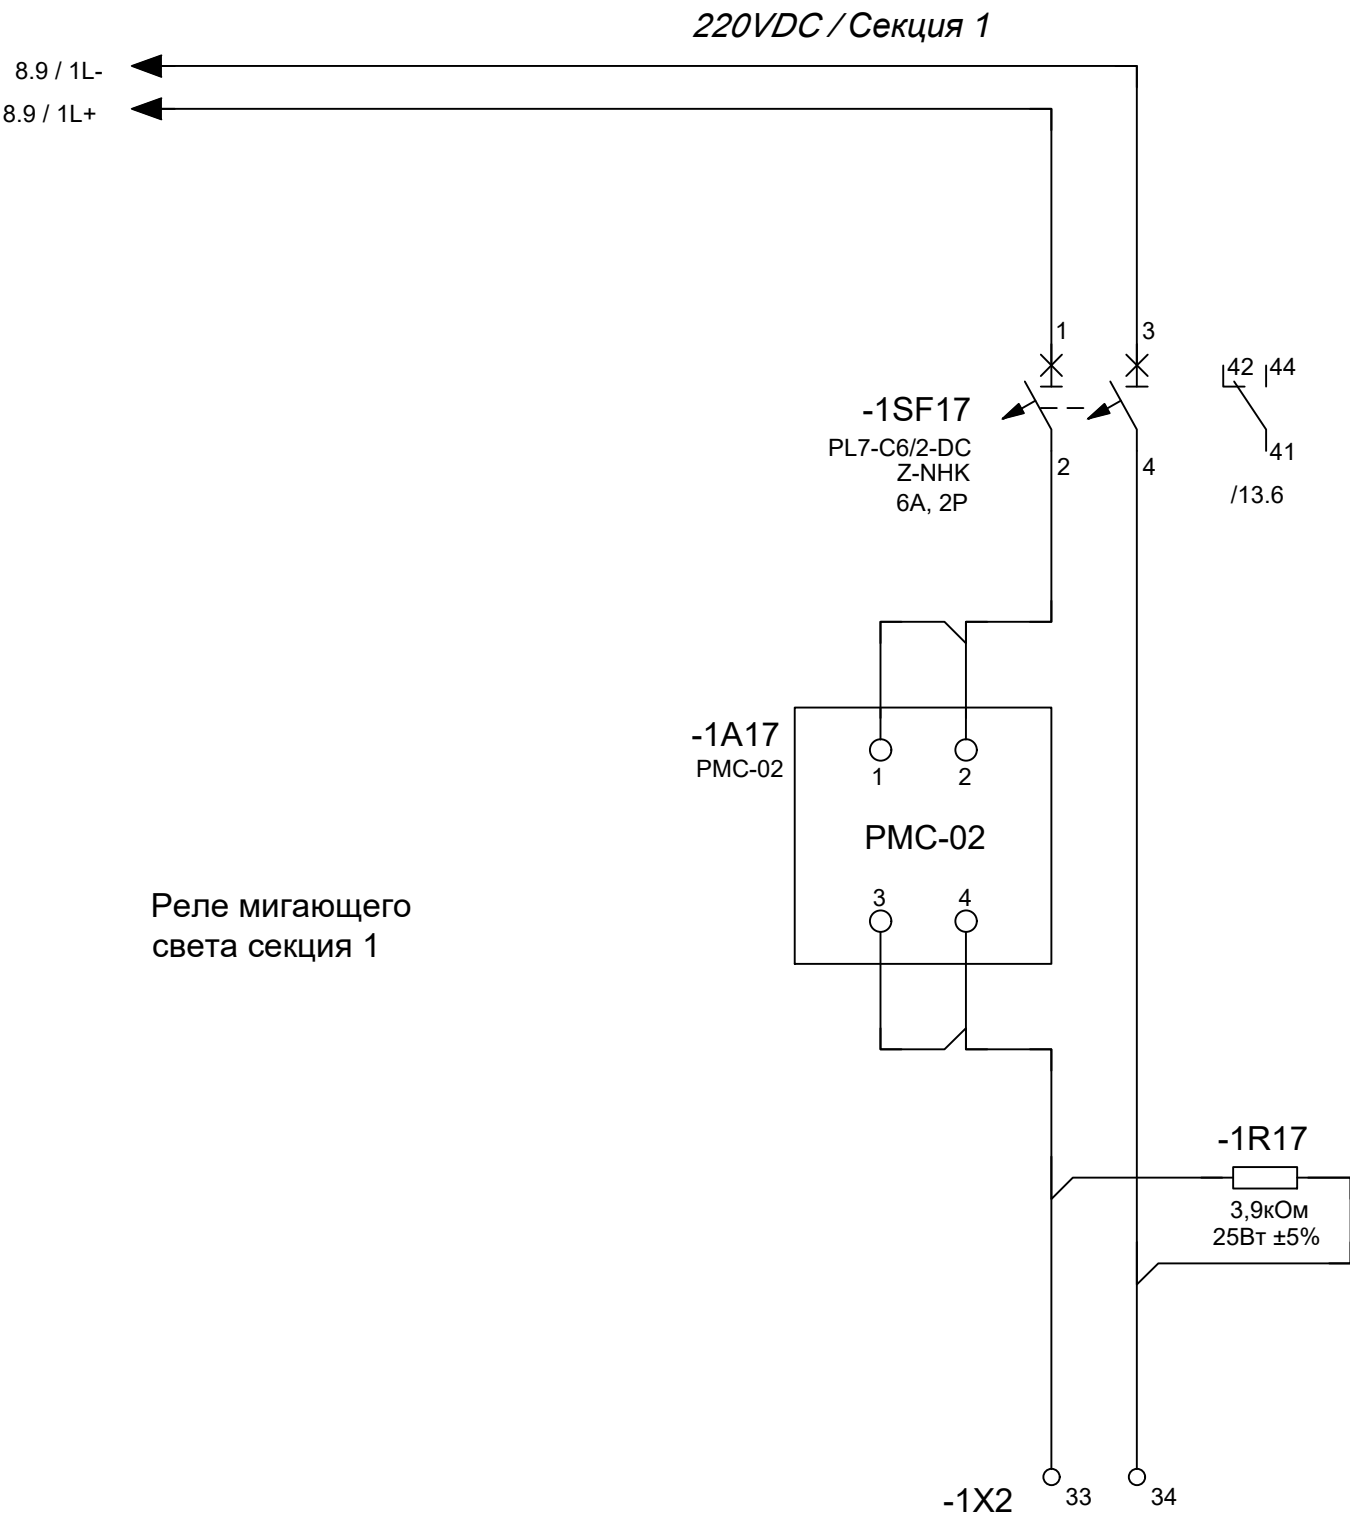 220VDC / Секция 1
8.9 / 1L-
8.9 / 1L+
1
3
-1SF17
PL7-C6/2-DC
Z-NHK
6A, 2P
2
4
42
44
41
/13.6
-1A17
РМС-02
1
2
РМС-02
3
4
Реле мигающего
света секция 1
-1R17
3,9кОм
25Вт ±5%
-1X2
33
34